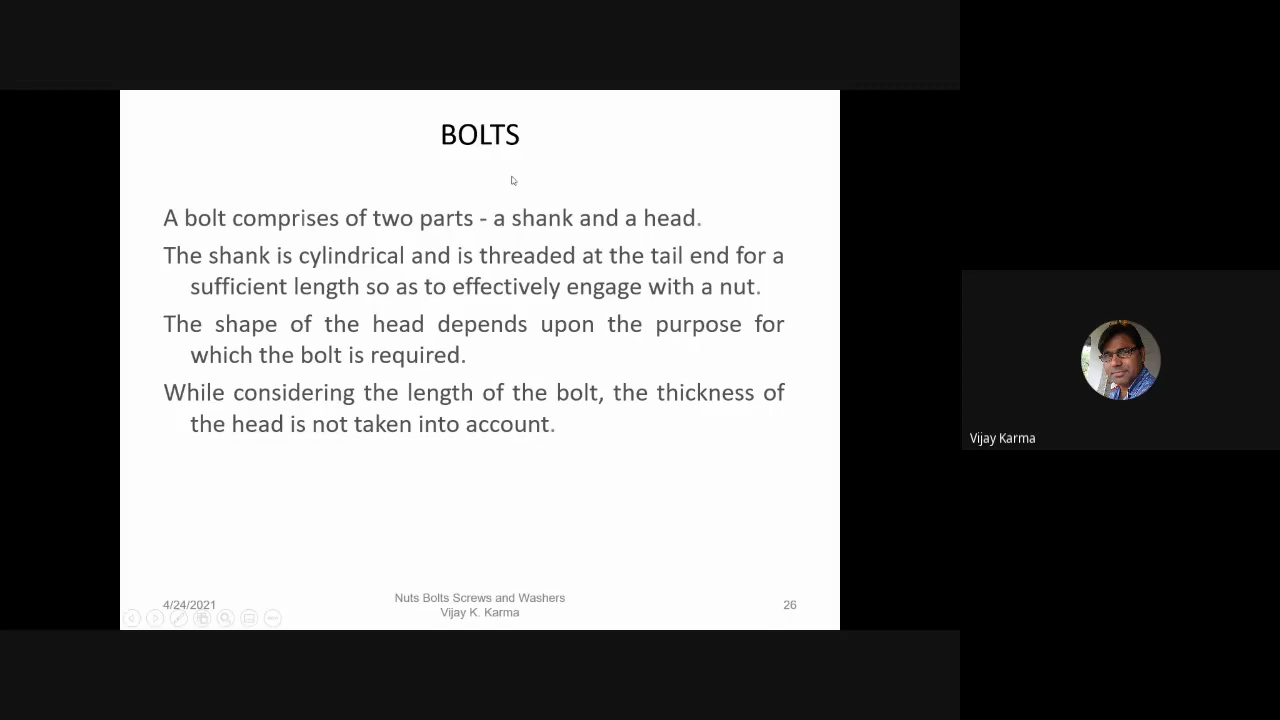 BOLTS
A bolt comprises of two parts - a shank and a head.
The shank is cylindrical and is threaded at the tail end for a
sufficient length so as to effectively engage with a nut.
The shape of the head depends upon the purpose for
which the bolt is required.
While considering the length of the bolt, the thickness of
the head is not taken into account.
4/24/2021
Nuts Bolts Screws and Washers
Vijay K. Karma
26
Vijay Karma